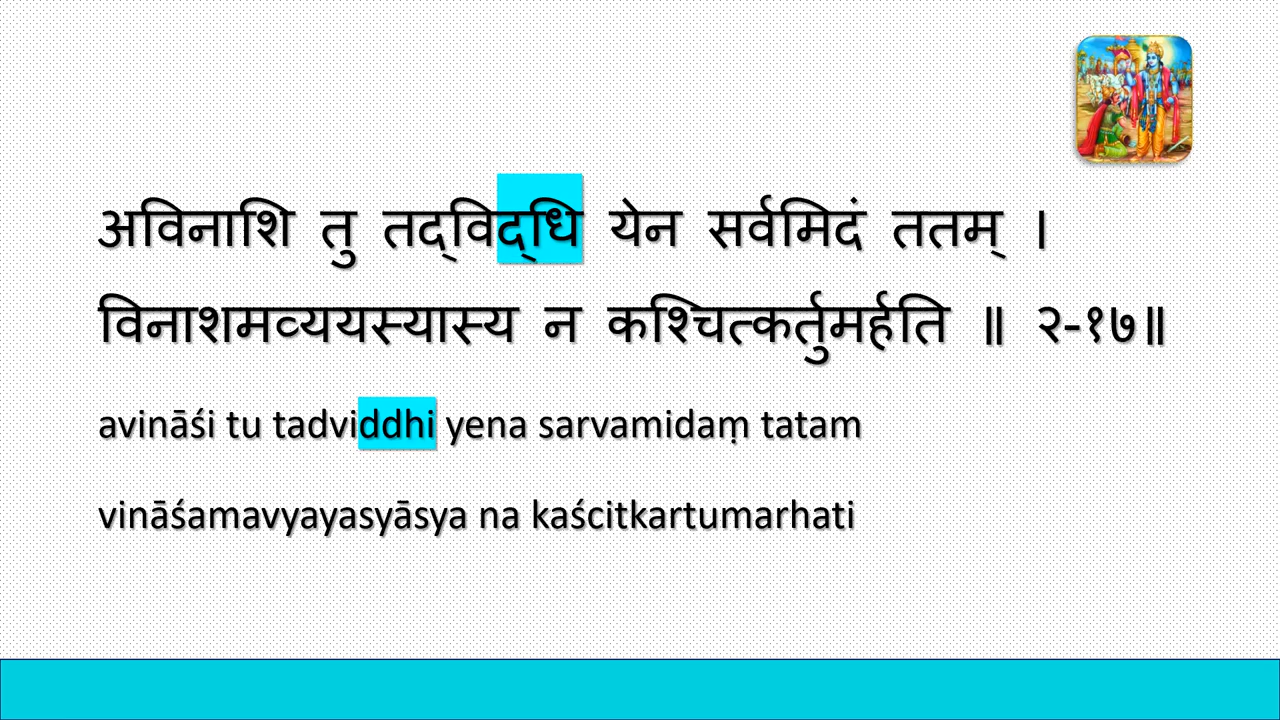 अविनाशि तु तद्‌विद्‌धि येन सर्वमिदं ततम् ।
विनाशमव्ययस्यास्य न कश्चित्कर्तुमर्हति ॥ २-१७॥
avināśi tu tadviddhi yena sarvamidaṃ tatam
vināśamavyayasyāsya na kaścitkartumarhati